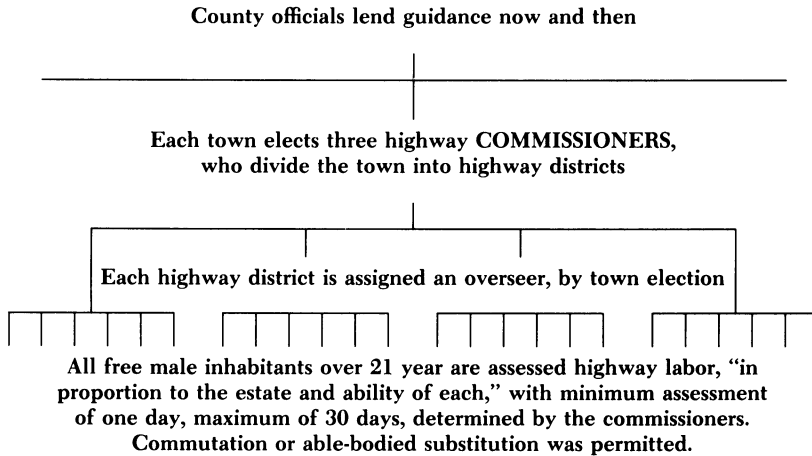 County officials lend guidance now and then
Each town elects three highway COMMISSIONERS,
who divide the town into highway districts
Each highway district is assigned an overseer, by town election
All free male inhabitants over 21 year are assessed highway labor, “in
proportion to the estate and ability of each,” with minimum assessment
of one day, maximum of 30 days, determined by the commissioners.
Commutation or able-bodied substitution was permitted.